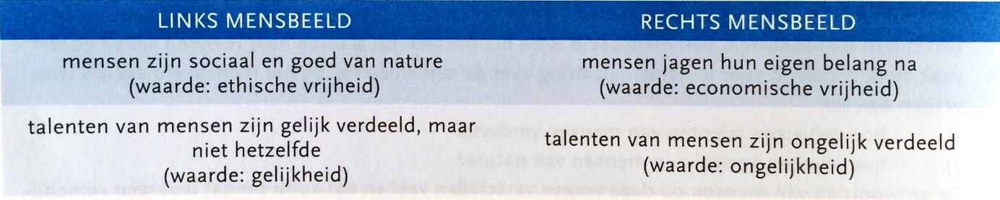 LINKS MENSBEELD
RECHTS MENSBEELD
mensen zijn sociaal en goed van nature
(waarde: ethische vrijheid)
mensen jagen hun eigen belang na
(waarde: economische vrijheid)
talenten van mensen zijn gelijk verdeeld, maar
niet hetzelfde
(waarde: gelijkheid)
talenten van mensen zijn ongelijk verdeeld
(waarde: ongelijkheid)